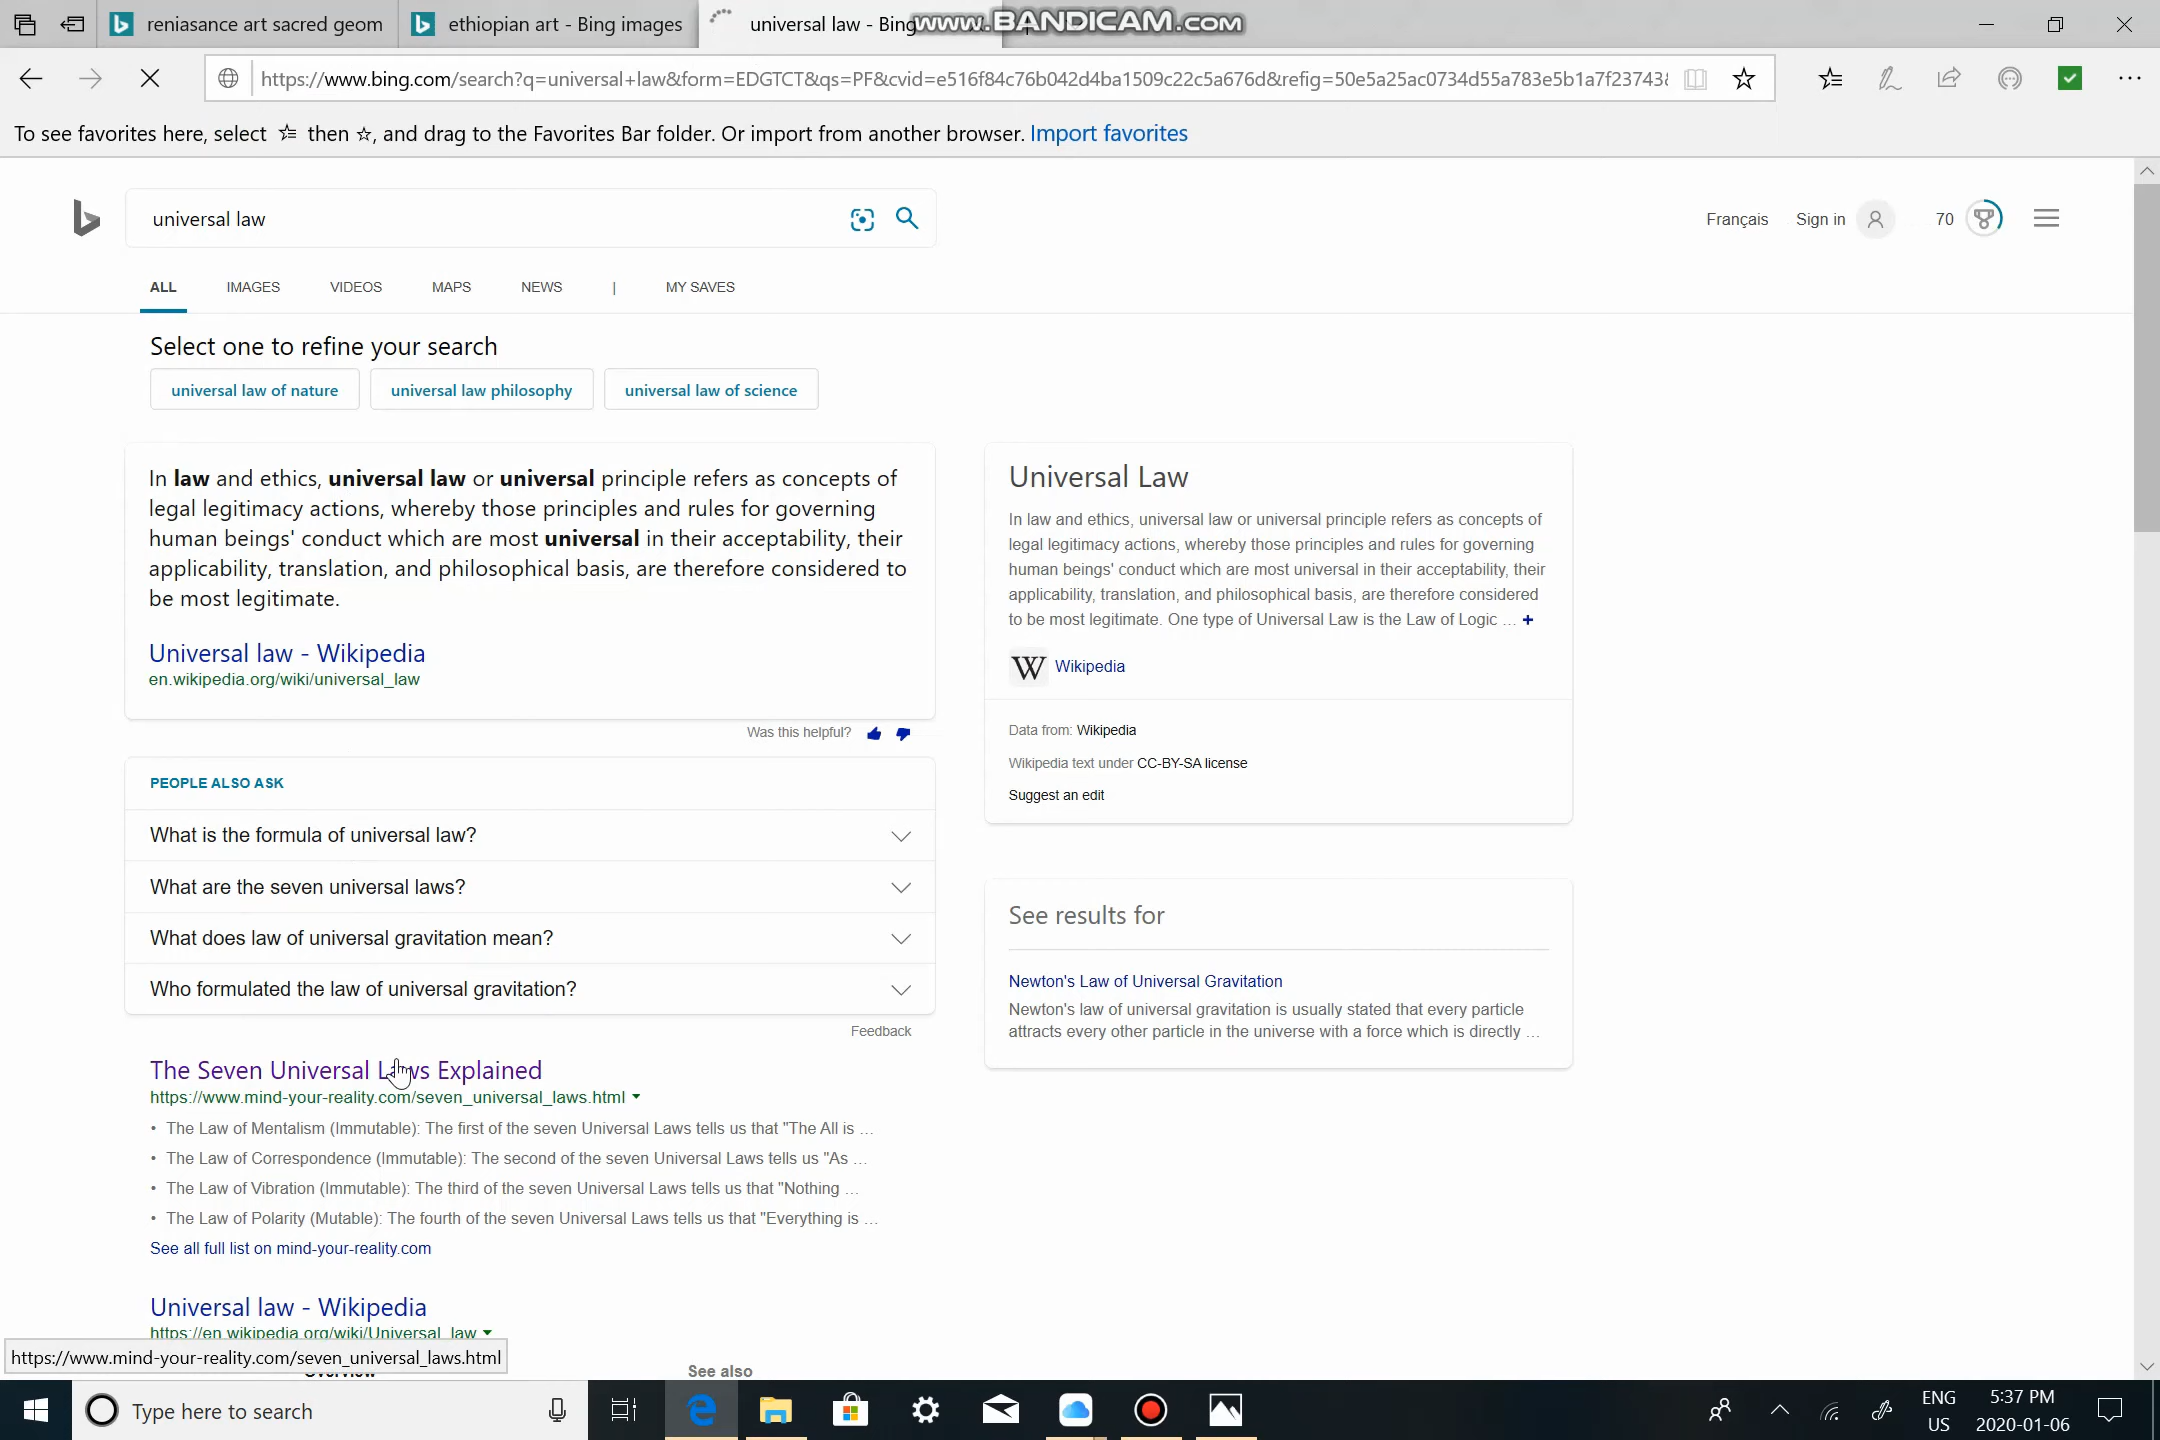 reniasance art sacred geom
ethiopian art - Bing images
universal law - Bing
www.BANDICAM.com
https://www.bing.com/search?q=universal+law&form=EDGTCT&qs=PF&cvid=e516f84c76b042d4ba1509c22c5a676d&refig=50e5a25ac0734d55a783e5b1a7f23743&
To see favorites here, select then ☆, and drag to the Favorites Bar folder. Or import from another browser. Import favorites
universal law
Français Sign in 70
ALL IMAGES VIDEOS MAPS NEWS | MY SAVES
Select one to refine your search
universal law of nature
universal law philosophy
universal law of science
In law and ethics, universal law or universal principle refers as concepts of
legal legitimacy actions, whereby those principles and rules for governing
human beings' conduct which are most universal in their acceptability, their
applicability, translation, and philosophical basis, are therefore considered to
be most legitimate.
Universal law - Wikipedia
en.wikipedia.org/wiki/universal_law
Was this helpful?
PEOPLE ALSO ASK
What is the formula of universal law?
What are the seven universal laws?
What does law of universal gravitation mean?
Who formulated the law of universal gravitation?
Feedback
The Seven Universal Laws Explained
https://www.mind-your-reality.com/seven_universal_laws.html
• The Law of Mentalism (Immutable): The first of the seven Universal Laws tells us that "The All is ...
• The Law of Correspondence (Immutable): The second of the seven Universal Laws tells us "As ...
• The Law of Vibration (Immutable): The third of the seven Universal Laws tells us that "Nothing ...
• The Law of Polarity (Mutable): The fourth of the seven Universal Laws tells us that "Everything is ...
See all full list on mind-your-reality.com
Universal law - Wikipedia
https://en.wikipedia.org/wiki/Universal_law
https://www.mind-your-reality.com/seven_universal_laws.html
Overview
See also
Universal Law
In law and ethics, universal law or universal principle refers as concepts of
legal legitimacy actions, whereby those principles and rules for governing
human beings' conduct which are most universal in their acceptability, their
applicability, translation, and philosophical basis, are therefore considered
to be most legitimate. One type of Universal Law is the Law of Logic ... +
W Wikipedia
Data from: Wikipedia
Wikipedia text under CC-BY-SA license
Suggest an edit
See results for
Newton's Law of Universal Gravitation
Newton's law of universal gravitation is usually stated that every particle
attracts every other particle in the universe with a force which is directly ...
Type here to search
ENG
US
5:37 PM
2020-01-06